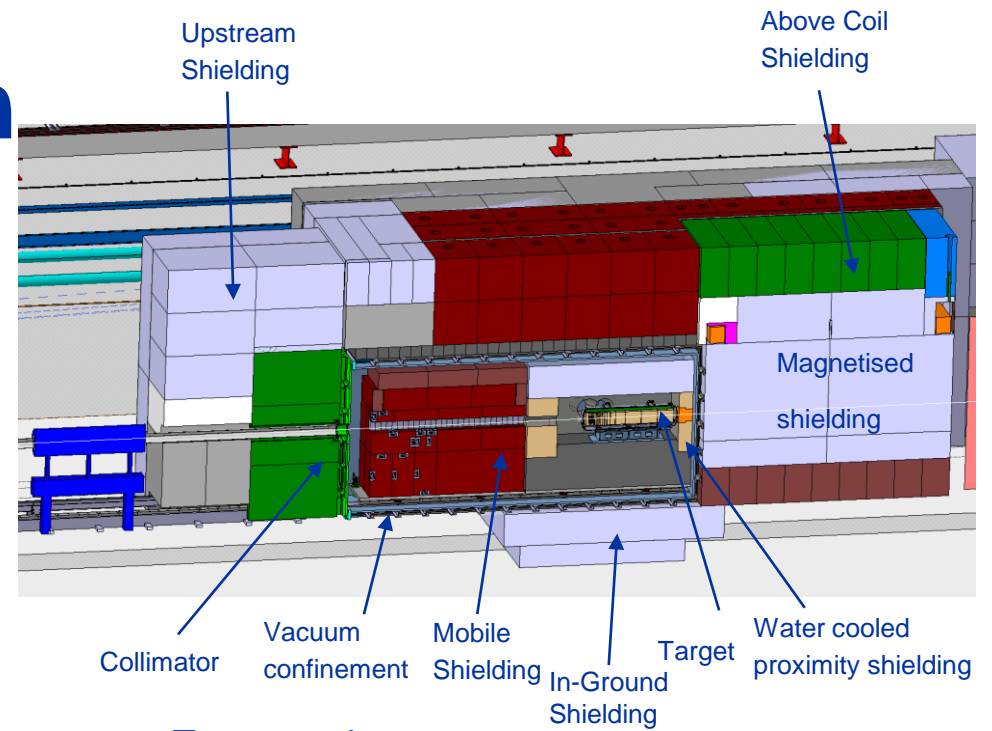 Upstream
Shielding
Above Coil
Shielding
Magnetised
shielding
Collimator
Vacuum
confinement
Mobile
Shielding
In-Ground
Shielding
Target
Water cooled
proximity shielding